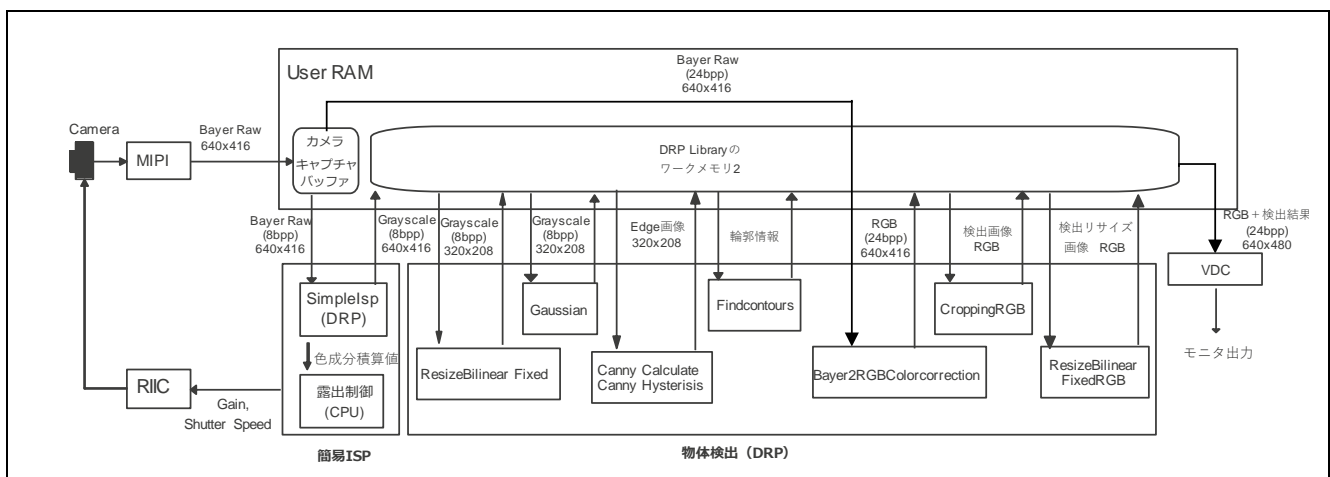 User RAM
Bayer Raw
(24bpp)
640x416
Camera
MIPI
Bayer Raw
640x416
カメラ
キャプチャ
バッファ
DRP Libraryの
ワークメモリ2
Bayer Raw
(8bpp)
640x416
Grayscale
(8bpp)
640x416
Grayscale
(8bpp)
320x208
Grayscale
(8bpp)
320x208
Edge画像
320x208
輪郭情報
RGB
(24bpp)
640x416
検出画像
RGB
検出リサイズ
画像 RGB
RGB+検出結果
(24bpp)
640x480
VDC
モニタ出力
SimpleIsp
(DRP)
色成分積算値
露出制御
(CPU)
RIIC
Gain,
Shutter Speed
ResizeBilinear Fixed
Gaussian
Canny Calculate
Canny Hysterisis
Findcontours
Bayer2RGBColorcorrection
CroppingRGB
ResizeBilinear
FixedRGB
簡易ISP
物体検出（DRP）